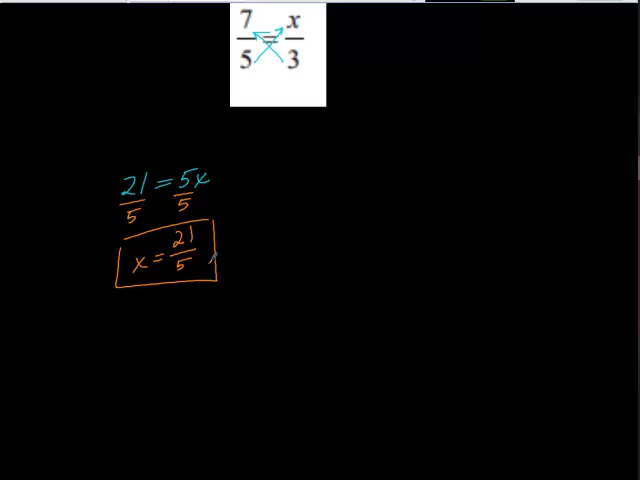 7/5 = x/3
21 = 5x
5 5
x = 21/5